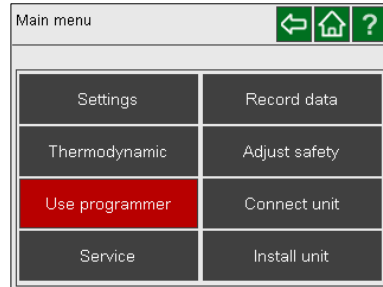 Main menu
?
Settings
Record data
Thermodynamic
Adjust safety
Use programmer
Connect unit
Service
Install unit